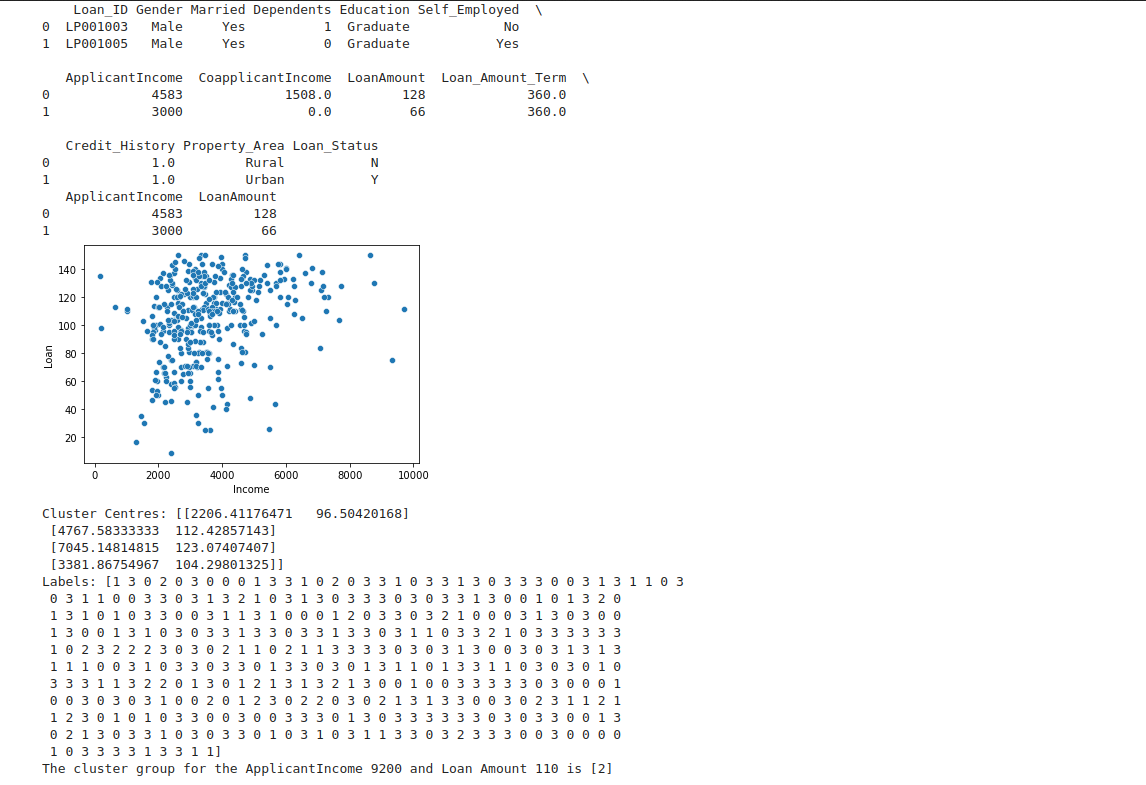 Loan_ID Gender Married Dependents Education Self_Employed \
0 LP001003 Male Yes 1 Graduate No
1 LP001005 Male Yes 0 Graduate Yes
ApplicantIncome CoapplicantIncome LoanAmount Loan_Amount_Term \
0 4583 1508.0 128 360.0
1 3000 0.0 66 360.0
Credit_History Property_Area Loan_Status
0 1.0 Rural N
1 1.0 Urban Y
ApplicantIncome LoanAmount
0 4583 128
1 3000 66
140
120
100
80
60
40
20
Loan
0 2000 4000 6000 8000 10000
Income
Cluster Centres: [[2206.41176471 96.50420168]
[4767.58333333 112.42857143]
[7045.14814815 123.07407407]
[3381.86754967 104.29801325]]
Labels: [1 3 0 2 0 3 0 0 0 1 3 3 1 0 2 0 3 3 1 0 3 3 1 3 0 3 3 3 0 0 3 1 3 1 1 0 3
0 3 1 1 0 0 3 3 0 3 1 3 2 1 0 3 1 3 0 3 3 3 0 3 0 3 3 1 3 0 0 1 0 1 3 2 0
1 3 1 0 1 0 3 3 0 0 3 1 1 3 1 0 0 0 1 2 0 3 3 0 3 2 1 0 0 0 3 1 3 0 3 0 0
1 3 0 0 1 3 1 0 3 0 3 3 1 3 3 0 3 3 1 3 3 0 3 1 1 0 3 3 2 1 0 3 3 3 3 3 3
1 0 2 3 2 2 2 3 0 3 0 2 1 1 0 2 1 1 3 3 3 3 0 3 0 3 1 3 0 0 3 0 3 1 3 1 3
1 1 1 0 0 3 1 0 3 3 0 3 3 0 1 3 3 0 3 0 1 3 1 1 0 1 3 3 1 1 0 3 0 3 0 1 0
3 3 3 1 1 3 2 2 0 1 3 0 1 2 1 3 1 3 2 1 3 0 0 1 0 0 3 3 3 3 3 0 3 0 0 0 1
0 0 3 0 3 0 3 1 0 0 2 0 1 2 3 0 2 2 0 3 0 2 1 3 1 3 3 0 0 3 0 2 3 1 1 2 1
1 2 3 0 1 0 1 0 3 3 0 0 3 0 0 3 3 3 0 1 3 0 3 3 3 3 3 3 0 3 0 3 3 0 0 1 3
0 2 1 3 0 3 3 1 0 3 0 3 3 0 1 0 3 1 0 3 1 1 3 3 0 3 2 3 3 3 0 0 3 0 0 0 0
1 0 3 3 3 3 1 3 3 1 1]
The cluster group for the ApplicantIncome 9200 and Loan Amount 110 is [2]